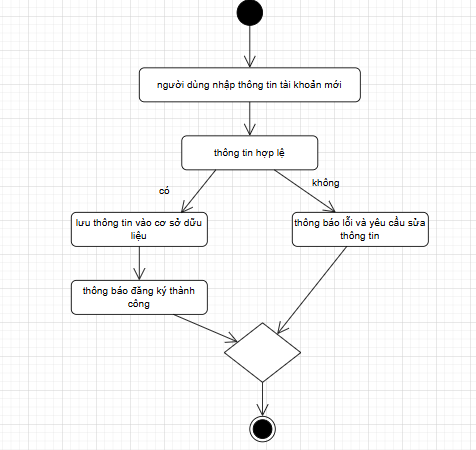 người dùng nhập thông tin tài khoản mới
thông tin hợp lệ
có
không
lưu thông tin vào cơ sở dữu
liệu
thông báo lỗi và yêu cầu sửa
thông tin
thông báo đăng ký thành
công